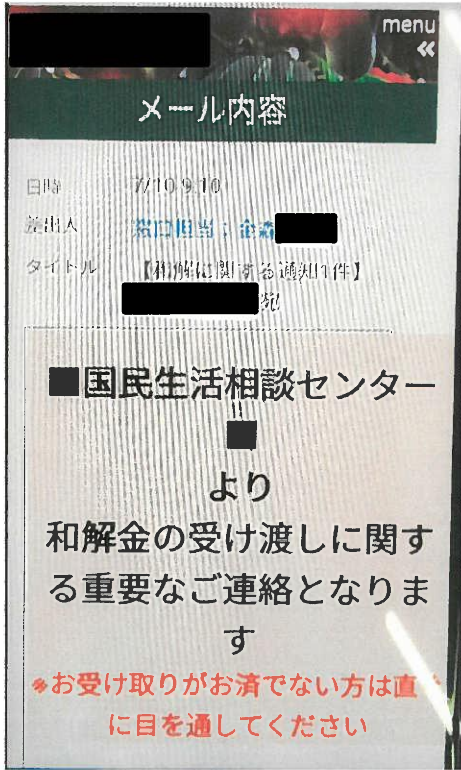 menu
«
メール内容
日時 7/10 9:10
差出人 窓口担当：金森
タイトル 【和解に関する通知1件】
宛
■国民生活相談センター
■
より
和解金の受け渡しに関す
る重要なご連絡となりま
す
※お受け取りがお済でない方は直
に目を通してください